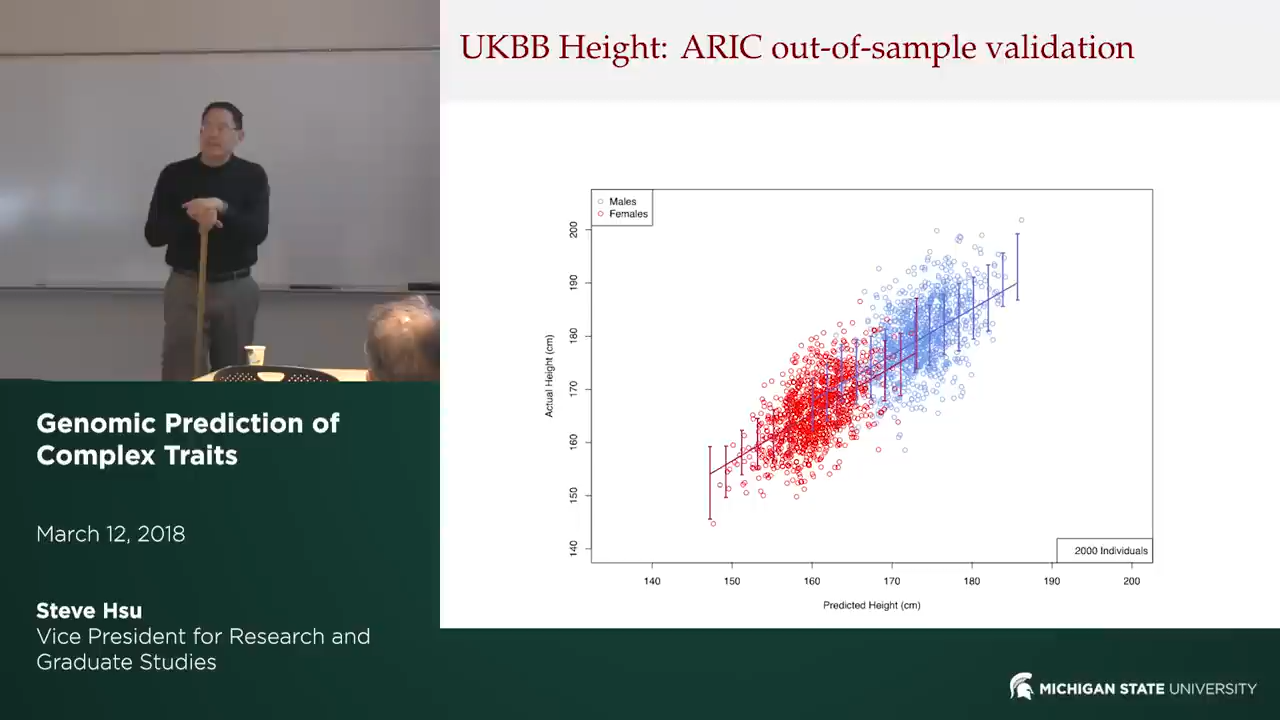 UKBB Height: ARIC out-of-sample validation
Males
Females
200
190
180
170
160
150
140
Actual Height (cm)
2000 Individuals
140 150 160 170 180 190 200
Predicted Height (cm)
Genomic Prediction of
Complex Traits
March 12, 2018
Steve Hsu
Vice President for Research and
Graduate Studies
MICHIGAN STATE UNIVERSITY